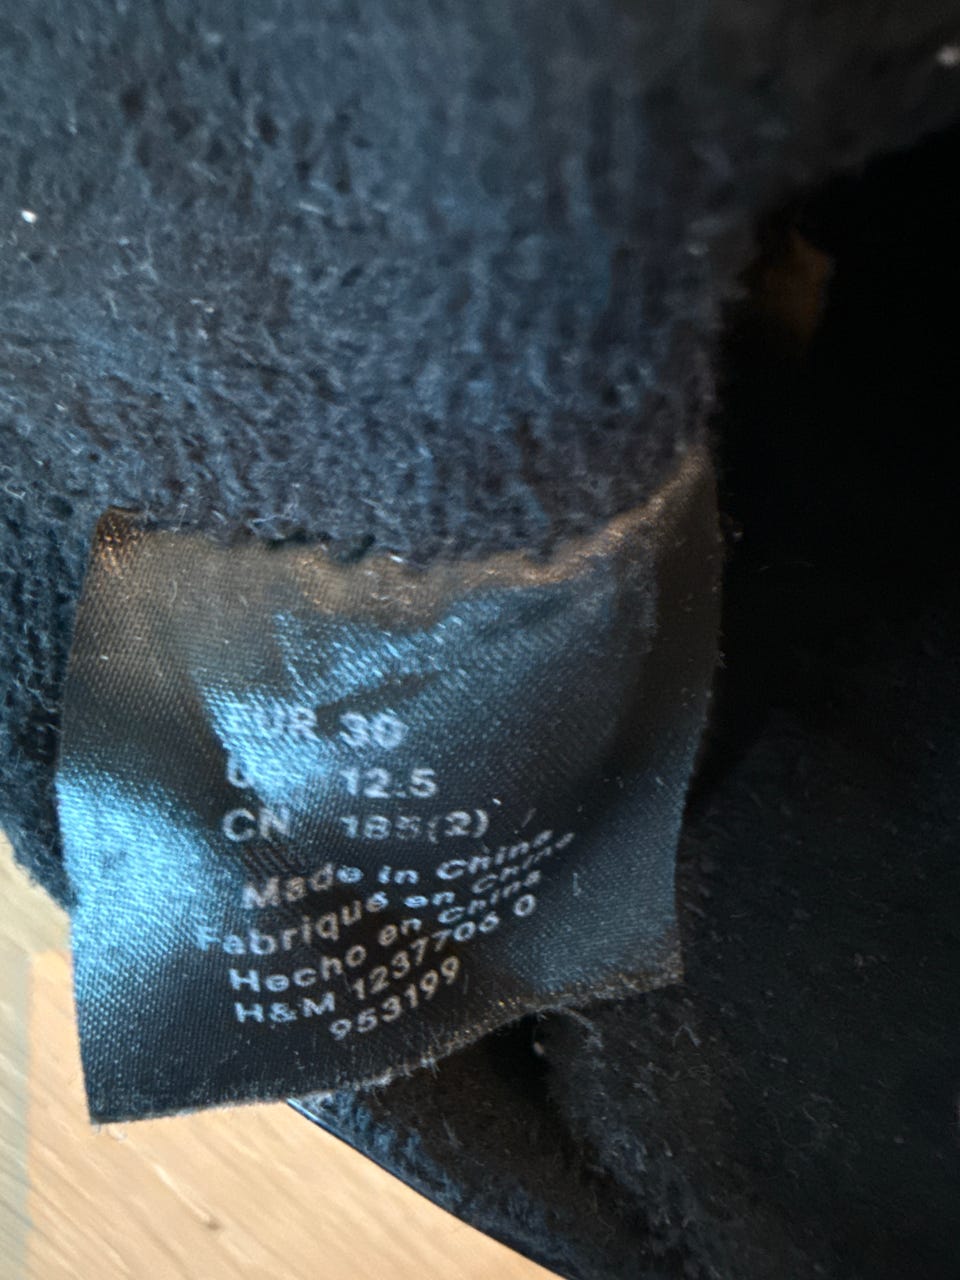 EUR 30
US 12.5
CN 185(2)
Made in China
Fabriqué en Chine
Hecho en China
H&M 1237706 0
953199